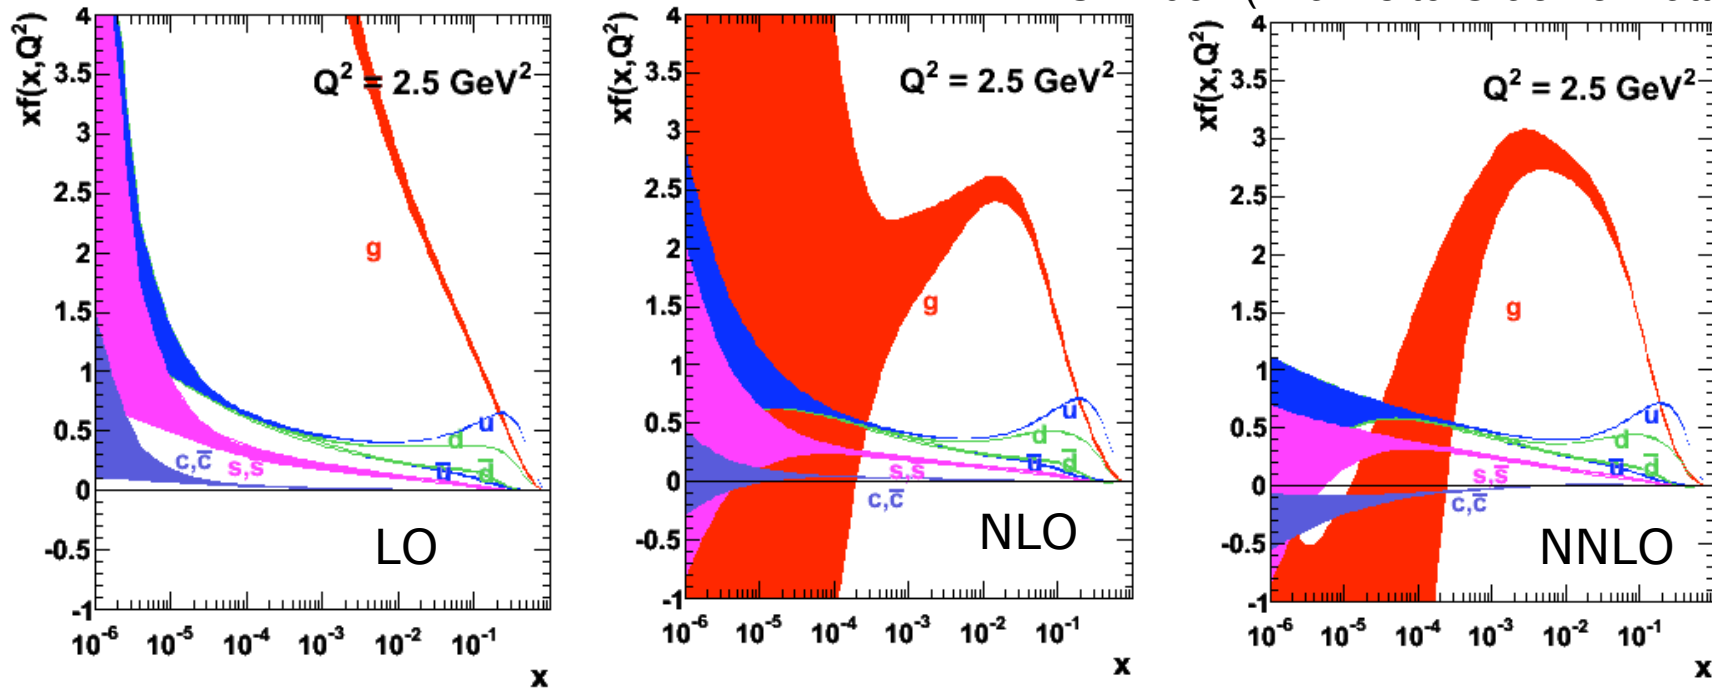 xf(x,Q²)
4
3.5
3
2.5
2
1.5
1
0.5
0
-0.5
-1
Q² = 2.5 GeV²
g
u
d
c,c̅
s,s
u̅
d̅
LO
10⁻⁶ 10⁻⁵ 10⁻⁴ 10⁻³ 10⁻² 10⁻¹
x
xf(x,Q²)
4
3.5
3
2.5
2
1.5
1
0.5
0
-0.5
-1
Q² = 2.5 GeV²
g
u
d
u̅
d̅
s,s̅
c,c̅
NLO
10⁻⁶ 10⁻⁵ 10⁻⁴ 10⁻³ 10⁻² 10⁻¹
x
xf(x,Q²)
4
3.5
3
2.5
2
1.5
1
0.5
0
-0.5
-1
Q² = 2.5 GeV²
g
u
d
u̅
d̅
s,s̅
c,c̅
NNLO
10⁻⁶ 10⁻⁵ 10⁻⁴ 10⁻³ 10⁻² 10⁻¹
x